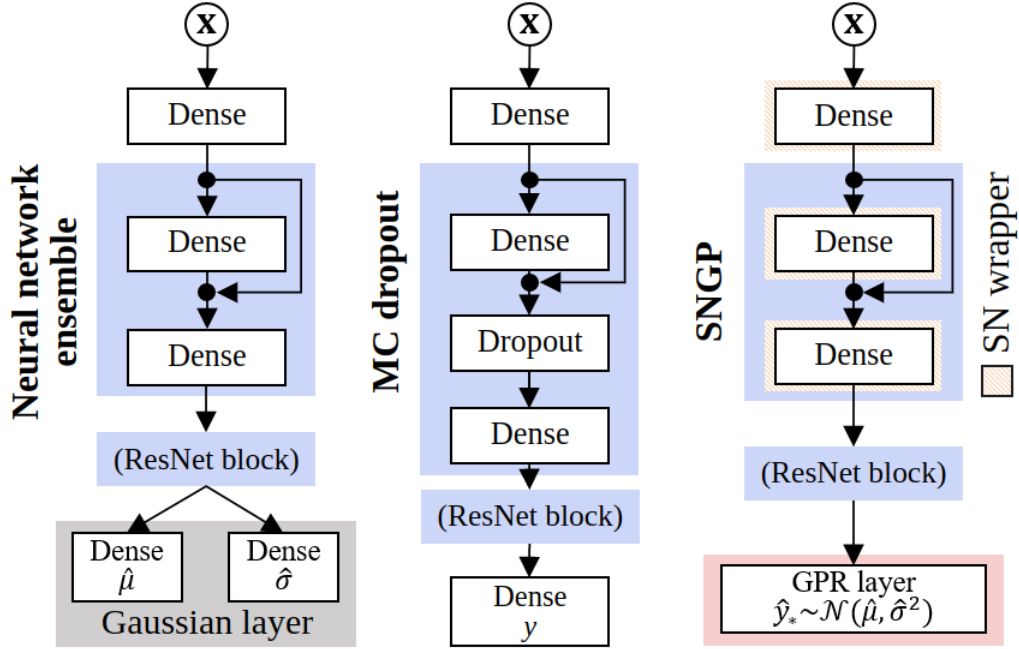 Neural network
ensemble
x
Dense
Dense
Dense
(ResNet block)
Dense
μ̂
Dense
σ̂
Gaussian layer
MC dropout
x
Dense
Dense
Dropout
Dense
(ResNet block)
Dense
y
SNGP
x
Dense
Dense
Dense
(ResNet block)
GPR layer
ŷ*~𝒩(μ̂, σ̂²)
SN wrapper